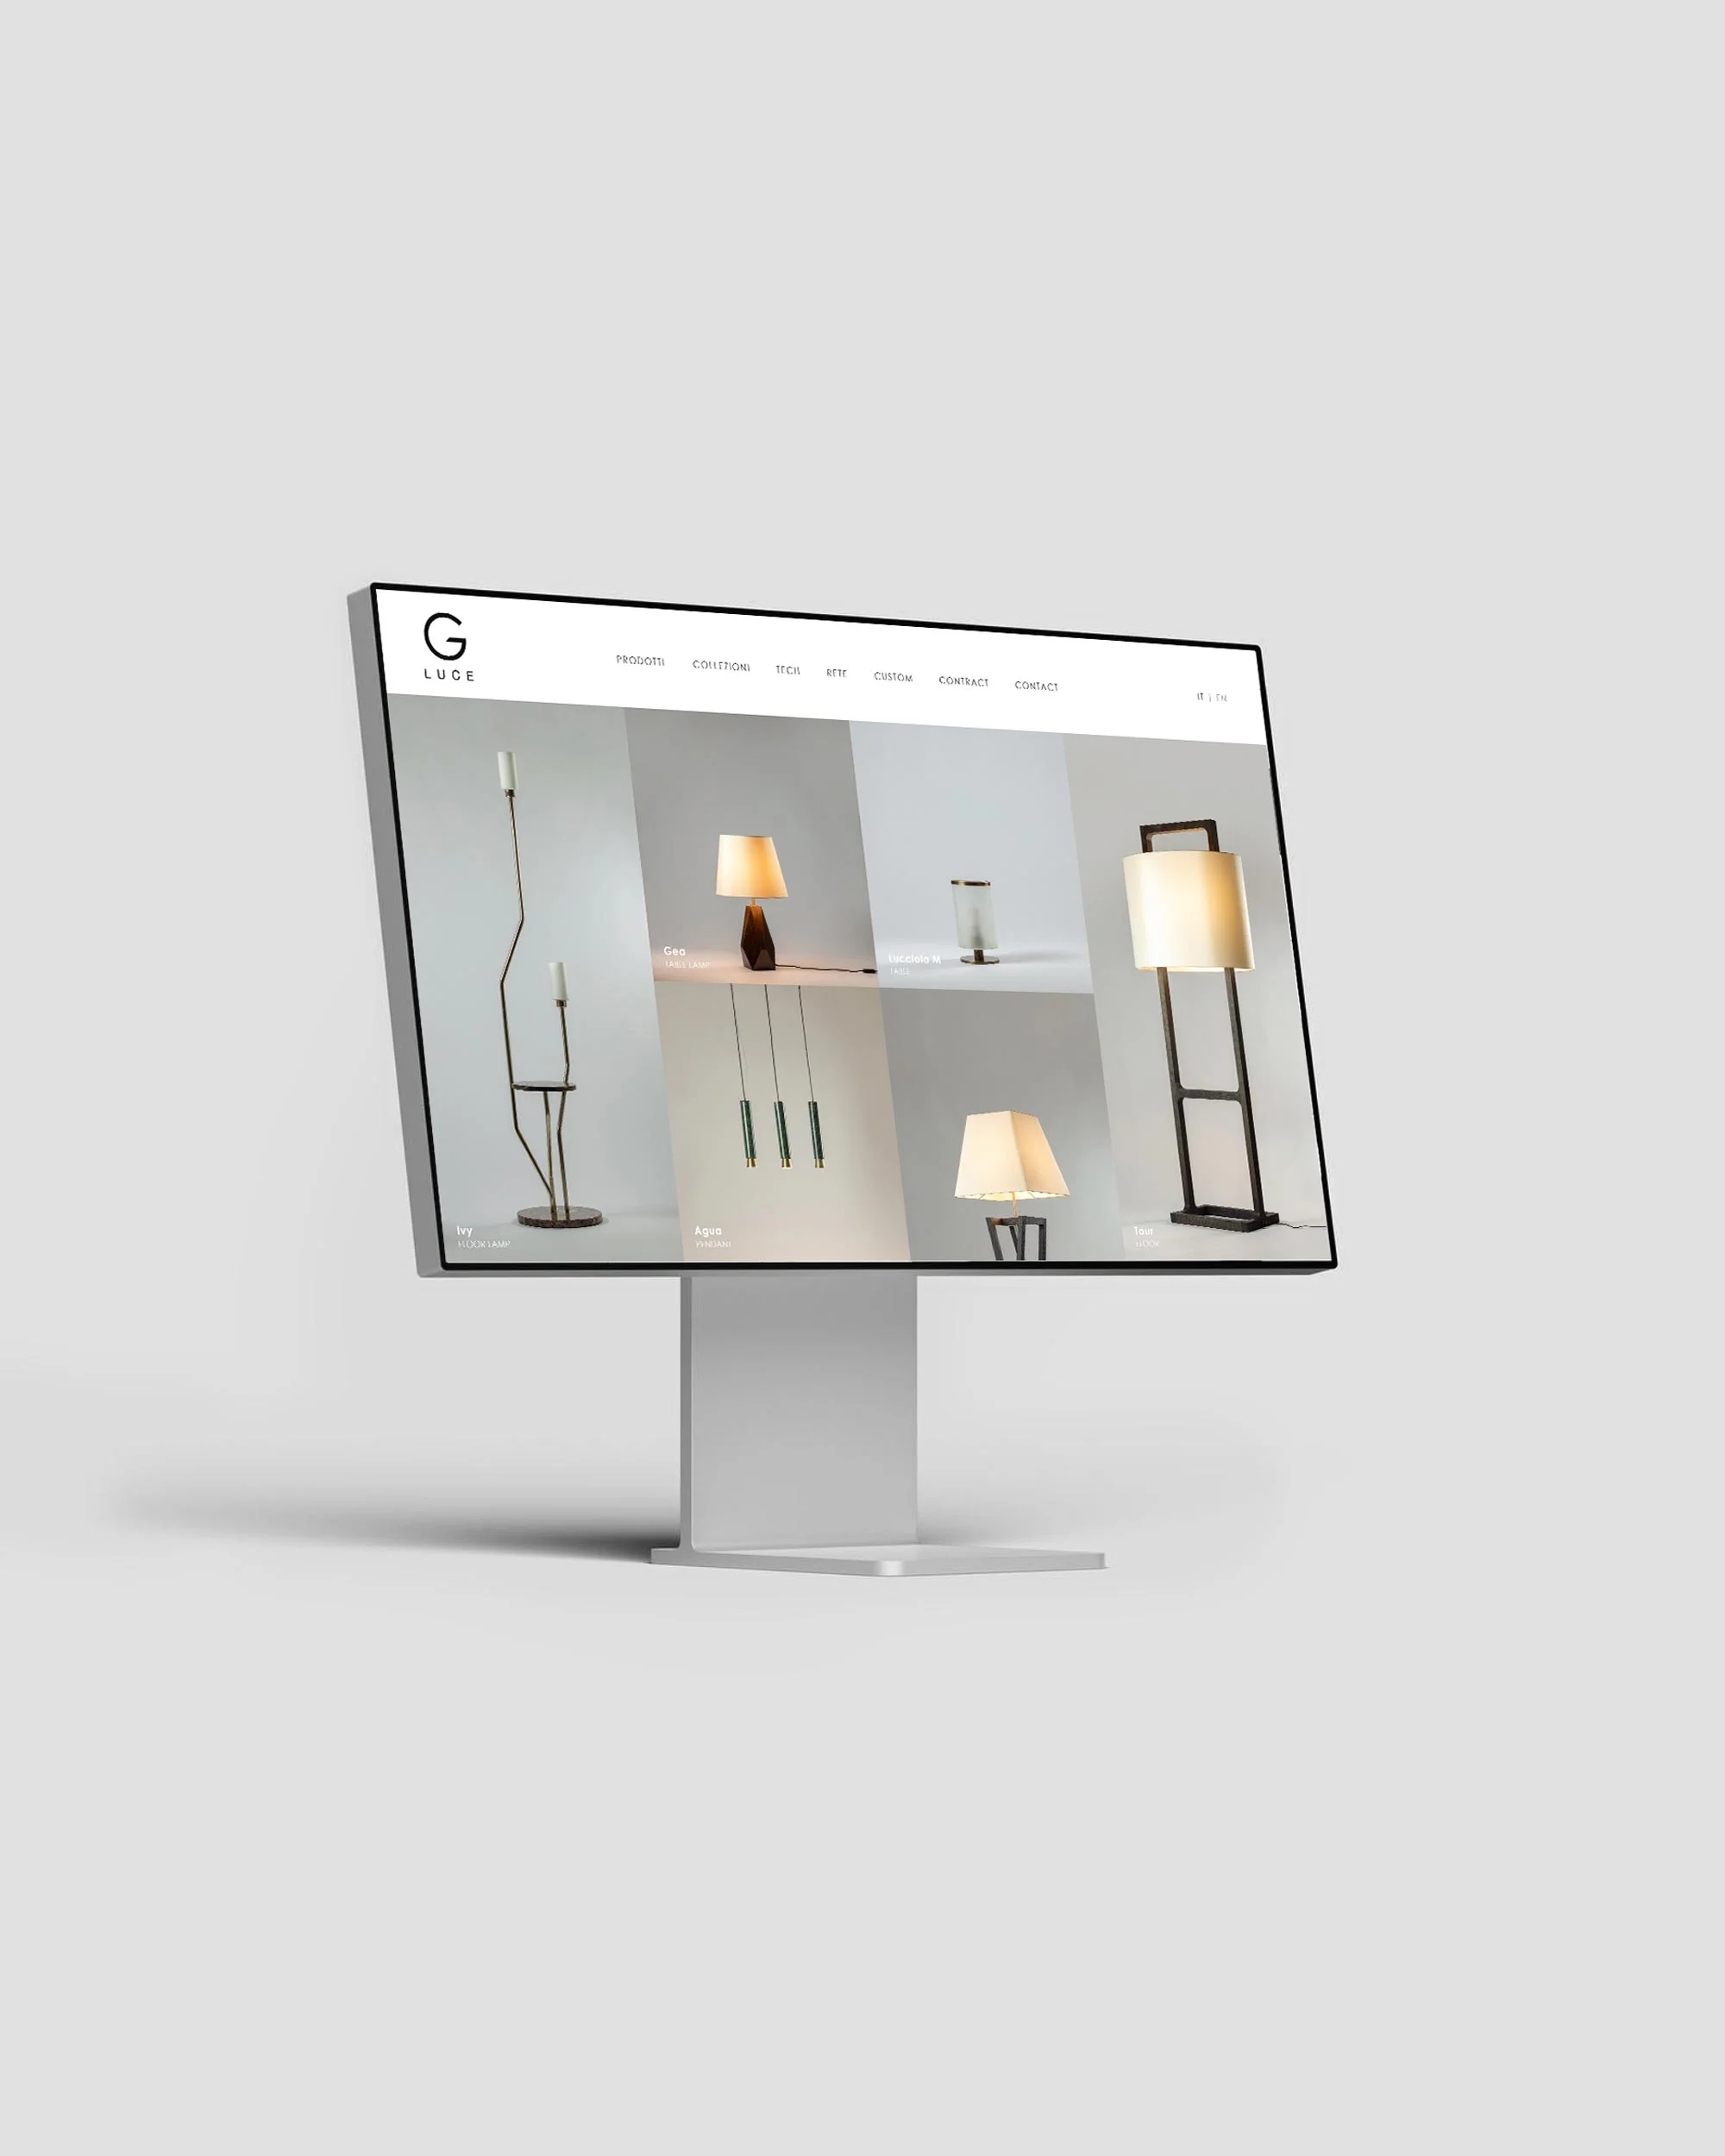 G
LUCE
PRODOTTI COLLEZIONI RETE CUSTOM CONTRACT CONTACT
IT | EN
Gea
TABLE LAMP
Lucciola M
TABLE
Ivy
FLOOR LAMP
Agua
PENDANT
Tour
FLOOR